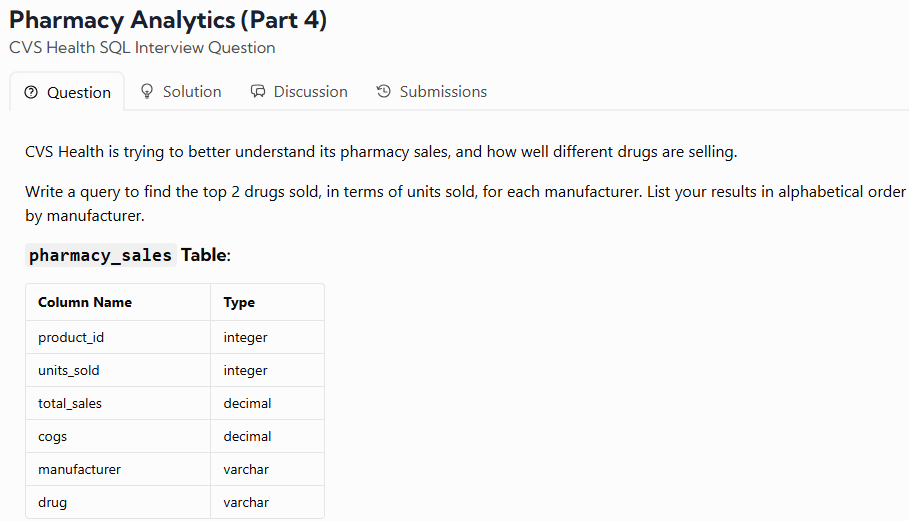 Pharmacy Analytics (Part 4)
CVS Health SQL Interview Question
Question Solution Discussion Submissions
CVS Health is trying to better understand its pharmacy sales, and how well different drugs are selling.
Write a query to find the top 2 drugs sold, in terms of units sold, for each manufacturer. List your results in alphabetical order
by manufacturer.
pharmacy_sales Table:
Column Name Type
product_id integer
units_sold integer
total_sales decimal
cogs decimal
manufacturer varchar
drug varchar